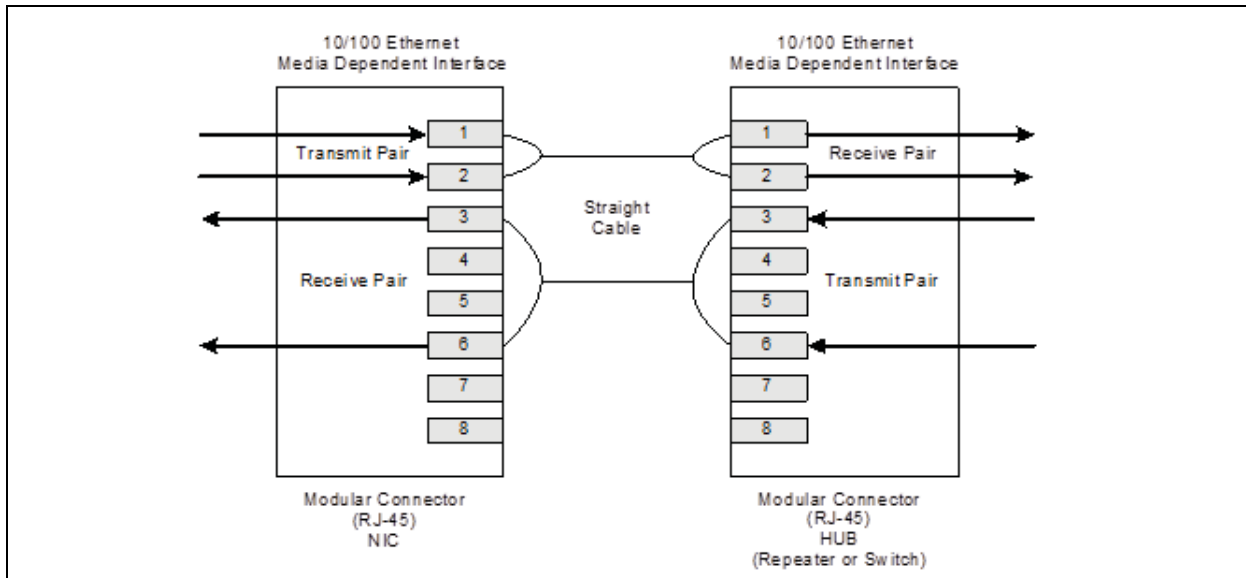 10/100 Ethernet
Media Dependent Interface
10/100 Ethernet
Media Dependent Interface
1
Transmit Pair
2
3
4
Receive Pair
5
6
7
8
Straight
Cable
1
Receive Pair
2
3
4
Transmit Pair
5
6
7
8
Modular Connector
(RJ-45)
NIC
Modular Connector
(RJ-45)
HUB
(Repeater or Switch)